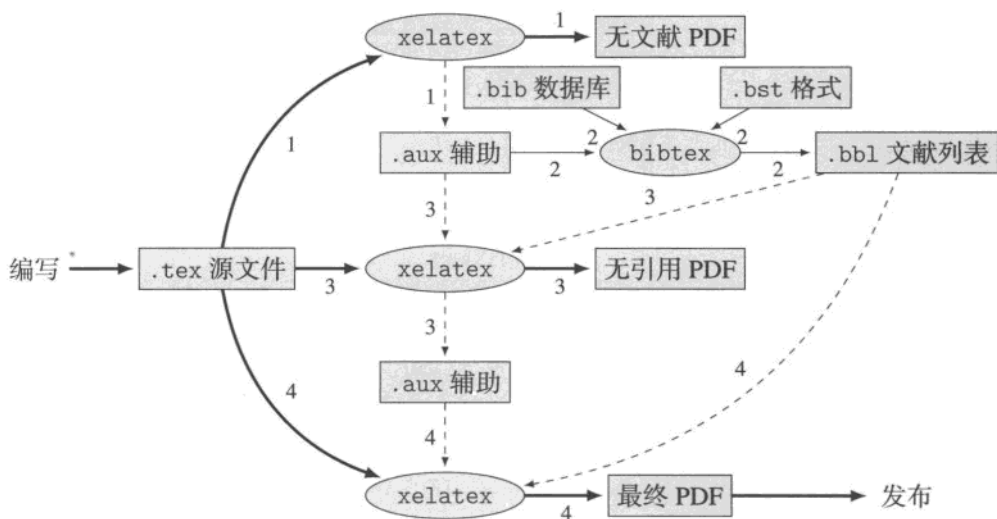 xelatex
1
无文献 PDF
.bib 数据库
.bst 格式
1
1
.aux 辅助
2
2
bibtex
2
2
.bbl 文献列表
3
3
编写
.tex 源文件
3
xelatex
3
无引用 PDF
3
.aux 辅助
4
4
4
xelatex
4
最终 PDF
发布